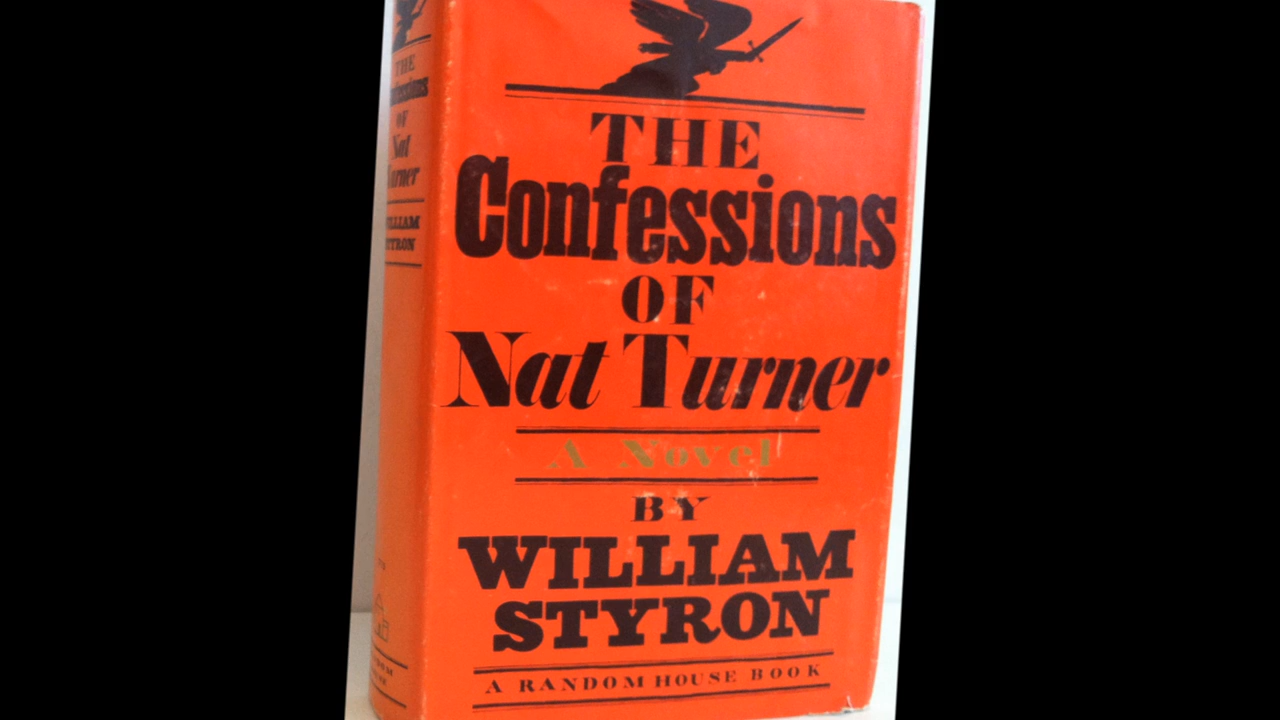 THE
Confessions
OF
Nat Turner
A Novel
BY
WILLIAM
STYRON
A RANDOM HOUSE BOOK
THE
Confessions
OF
Nat
Turner
WILLIAM
STYRON